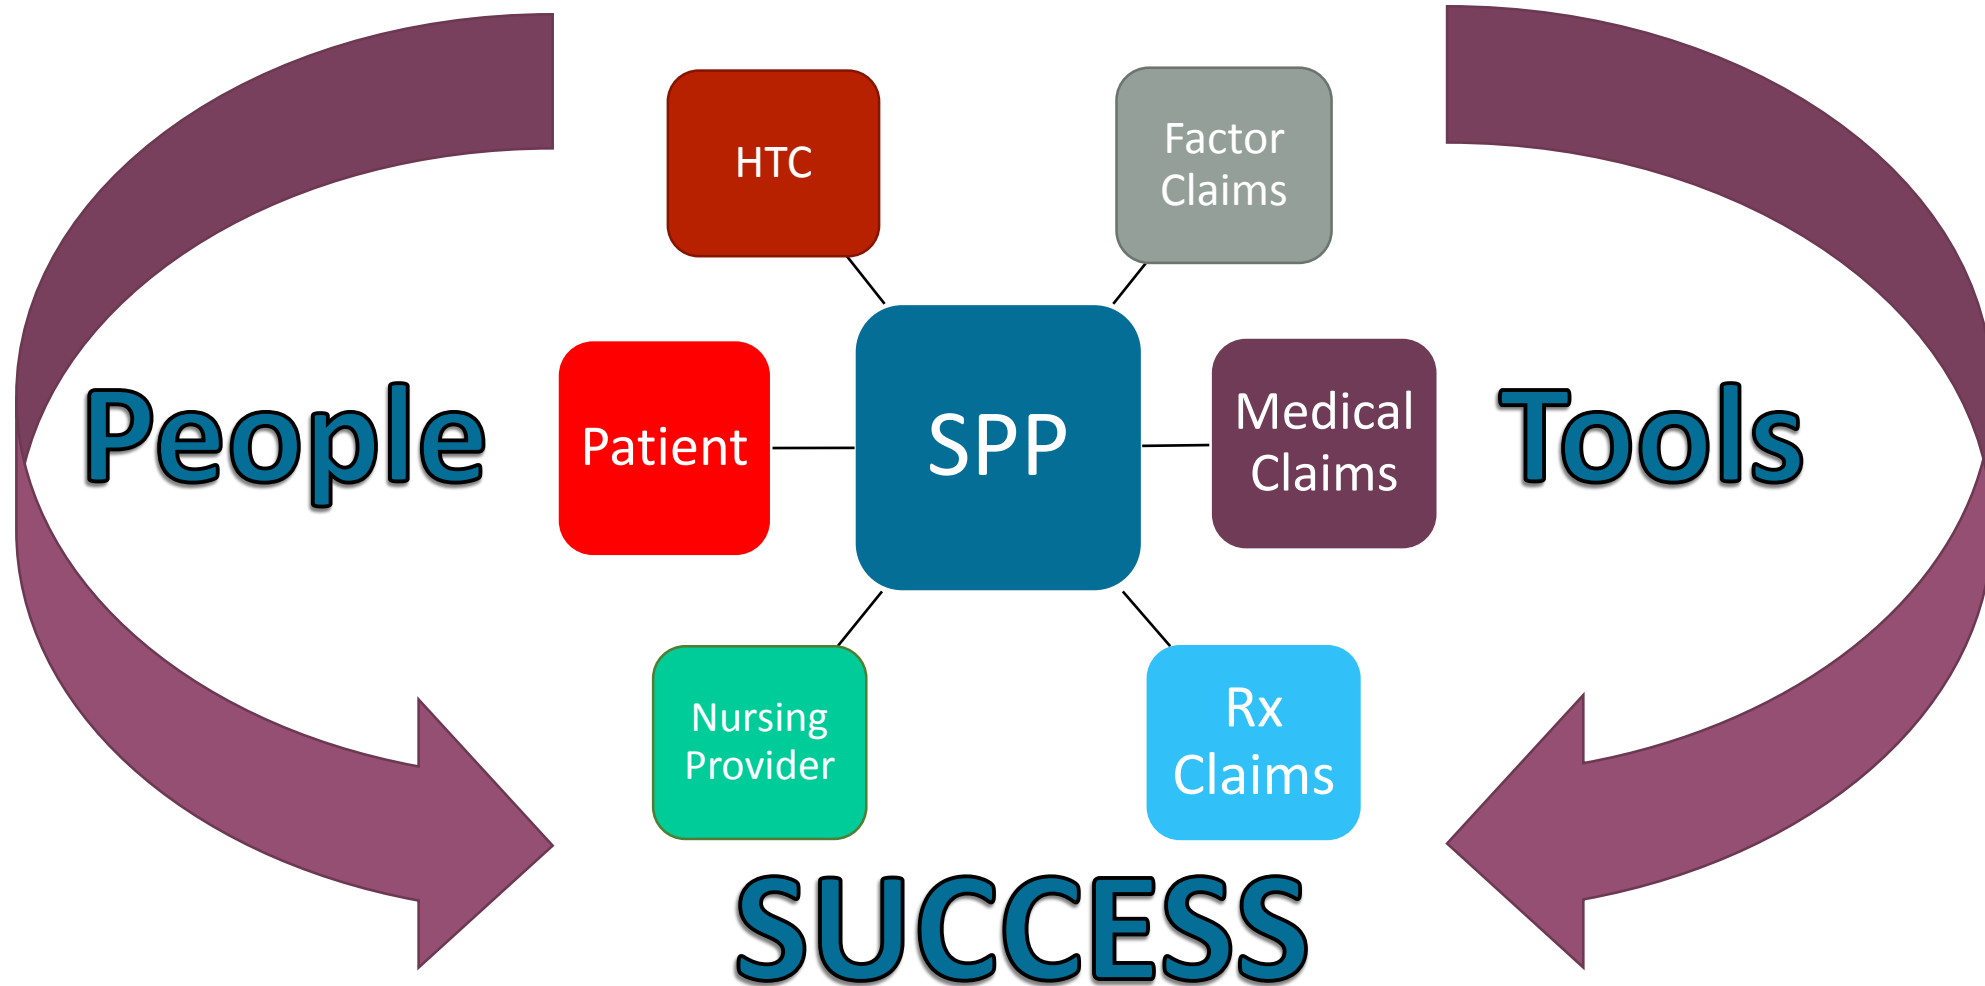 HTC
Factor
Claims
People
Patient
SPP
Medical
Claims
Tools
Nursing
Provider
Rx
Claims
SUCCESS